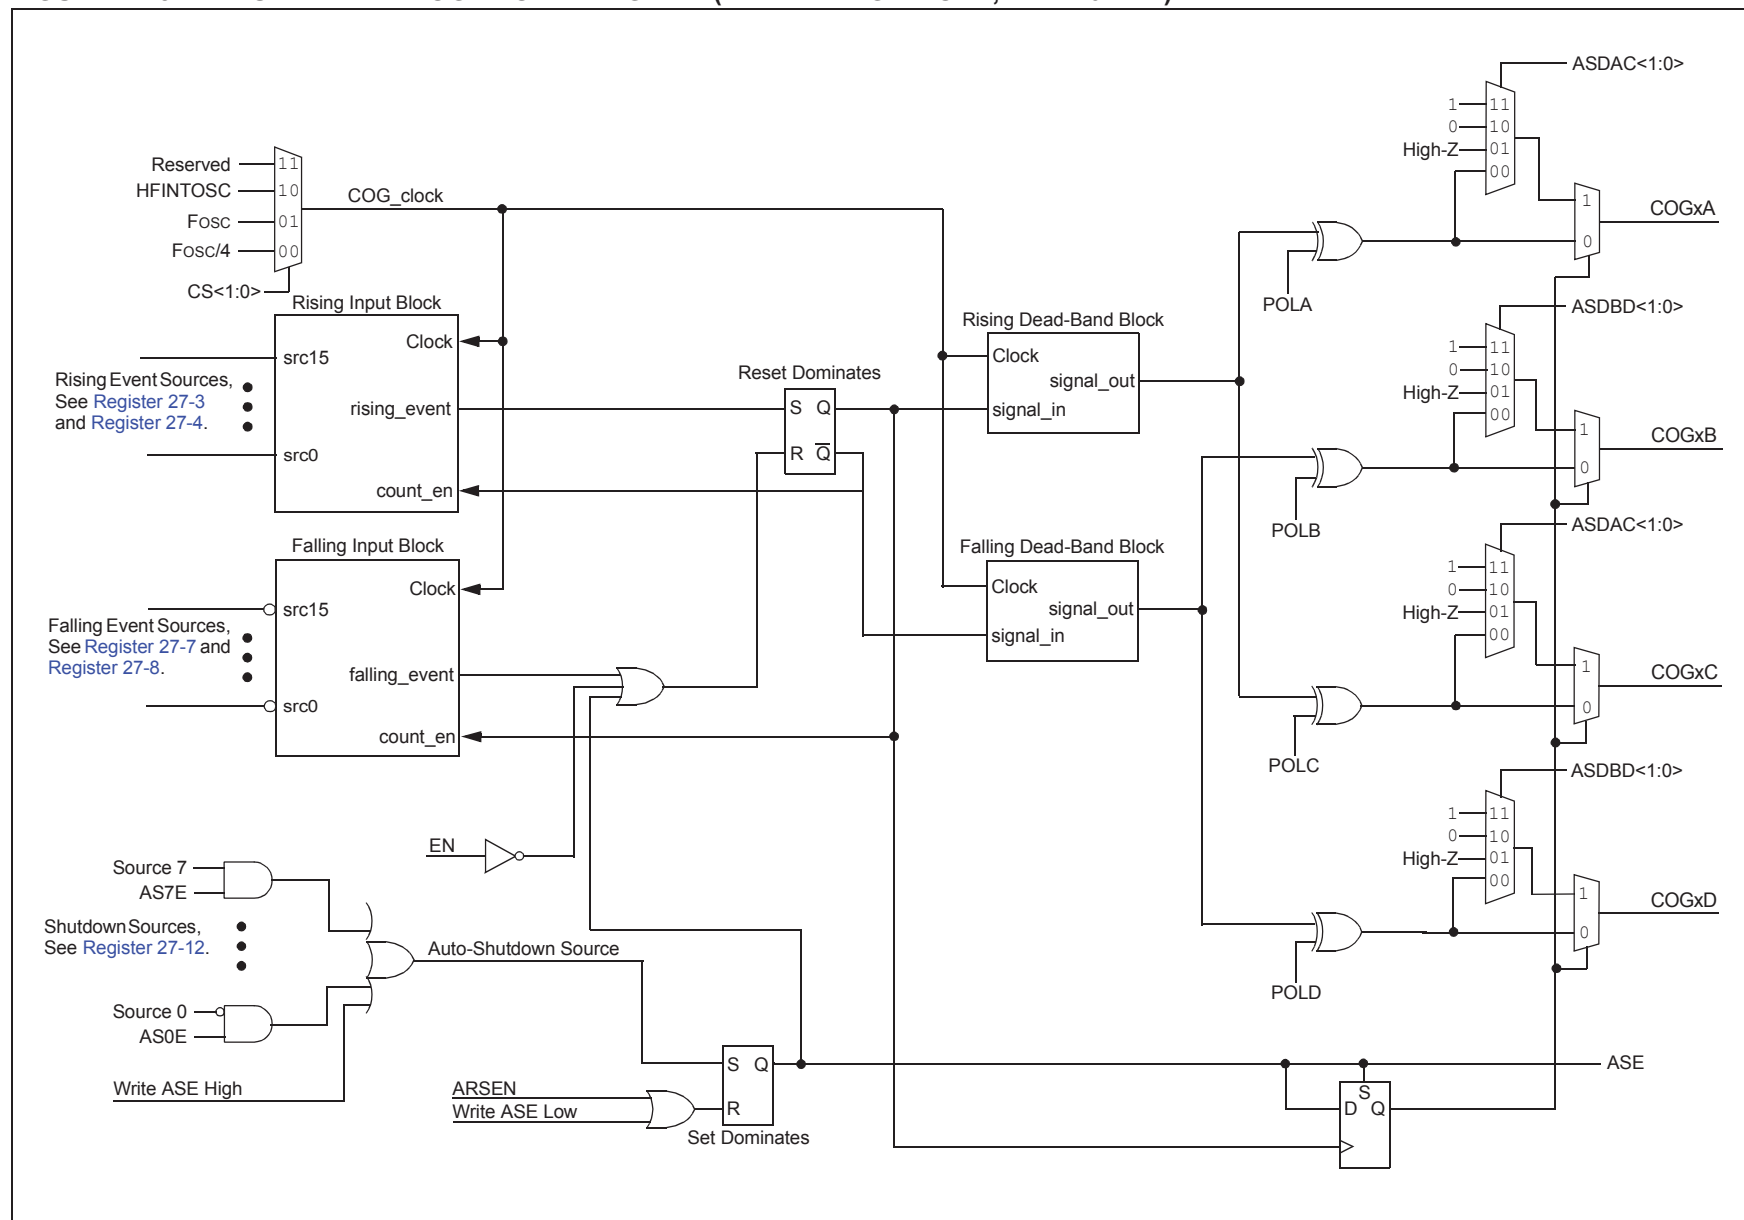 ASDAC<1:0>
1 11
0 10
High-Z 01
00
Reserved 11
HFINTOSC 10
FOSC 01
FOSC/4 00
CS<1:0>
COG_clock
1
0
COGxA
POLA
Rising Input Block
Clock
src15
Rising Event Sources,
See Register 27-3
and Register 27-4.
rising_event
src0
count_en
Reset Dominates
S Q
R Q̅
Rising Dead-Band Block
Clock
signal_out
signal_in
ASDBD<1:0>
1 11
0 10
High-Z 01
00
1
0
COGxB
POLB
Falling Input Block
Clock
src15
Falling Event Sources,
See Register 27-7 and
Register 27-8.
falling_event
src0
count_en
Falling Dead-Band Block
Clock
signal_out
signal_in
ASDAC<1:0>
1 11
0 10
High-Z 01
00
1
0
COGxC
POLC
ASDBD<1:0>
1 11
0 10
High-Z 01
00
1
0
COGxD
POLD
EN
Source 7
AS7E
Shutdown Sources,
See Register 27-12.
Source 0
AS0E
Write ASE High
Auto-Shutdown Source
ARSEN
Write ASE Low
S Q
R
Set Dominates
ASE
S
D Q